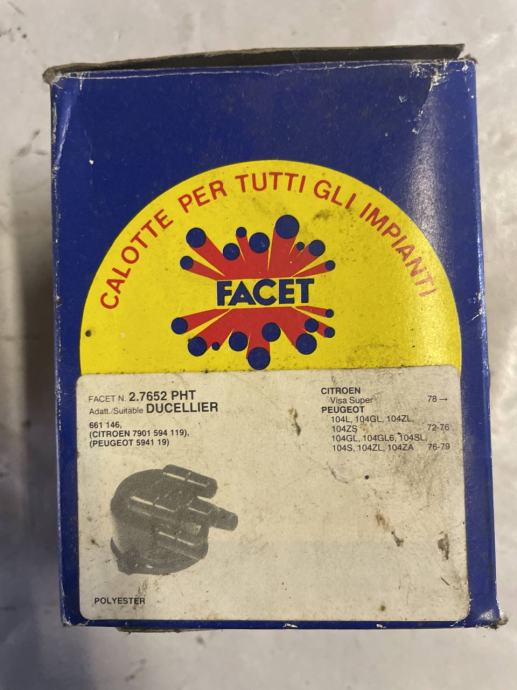 CALOTTE PER TUTTI GLI IMPIANTI
FACET
FACET N. 2.7652 PHT
Adatt./Suitable DUCELLIER
661 146,
(CITROEN 7901 594 119),
(PEUGEOT 5941 19)
CITROEN
Visa Super 78→
PEUGEOT
104L, 104GL, 104ZL,
104ZS 72-76
104GL, 104GL6, 104SL,
104S, 104ZL, 104ZA 76-79
POLYESTER